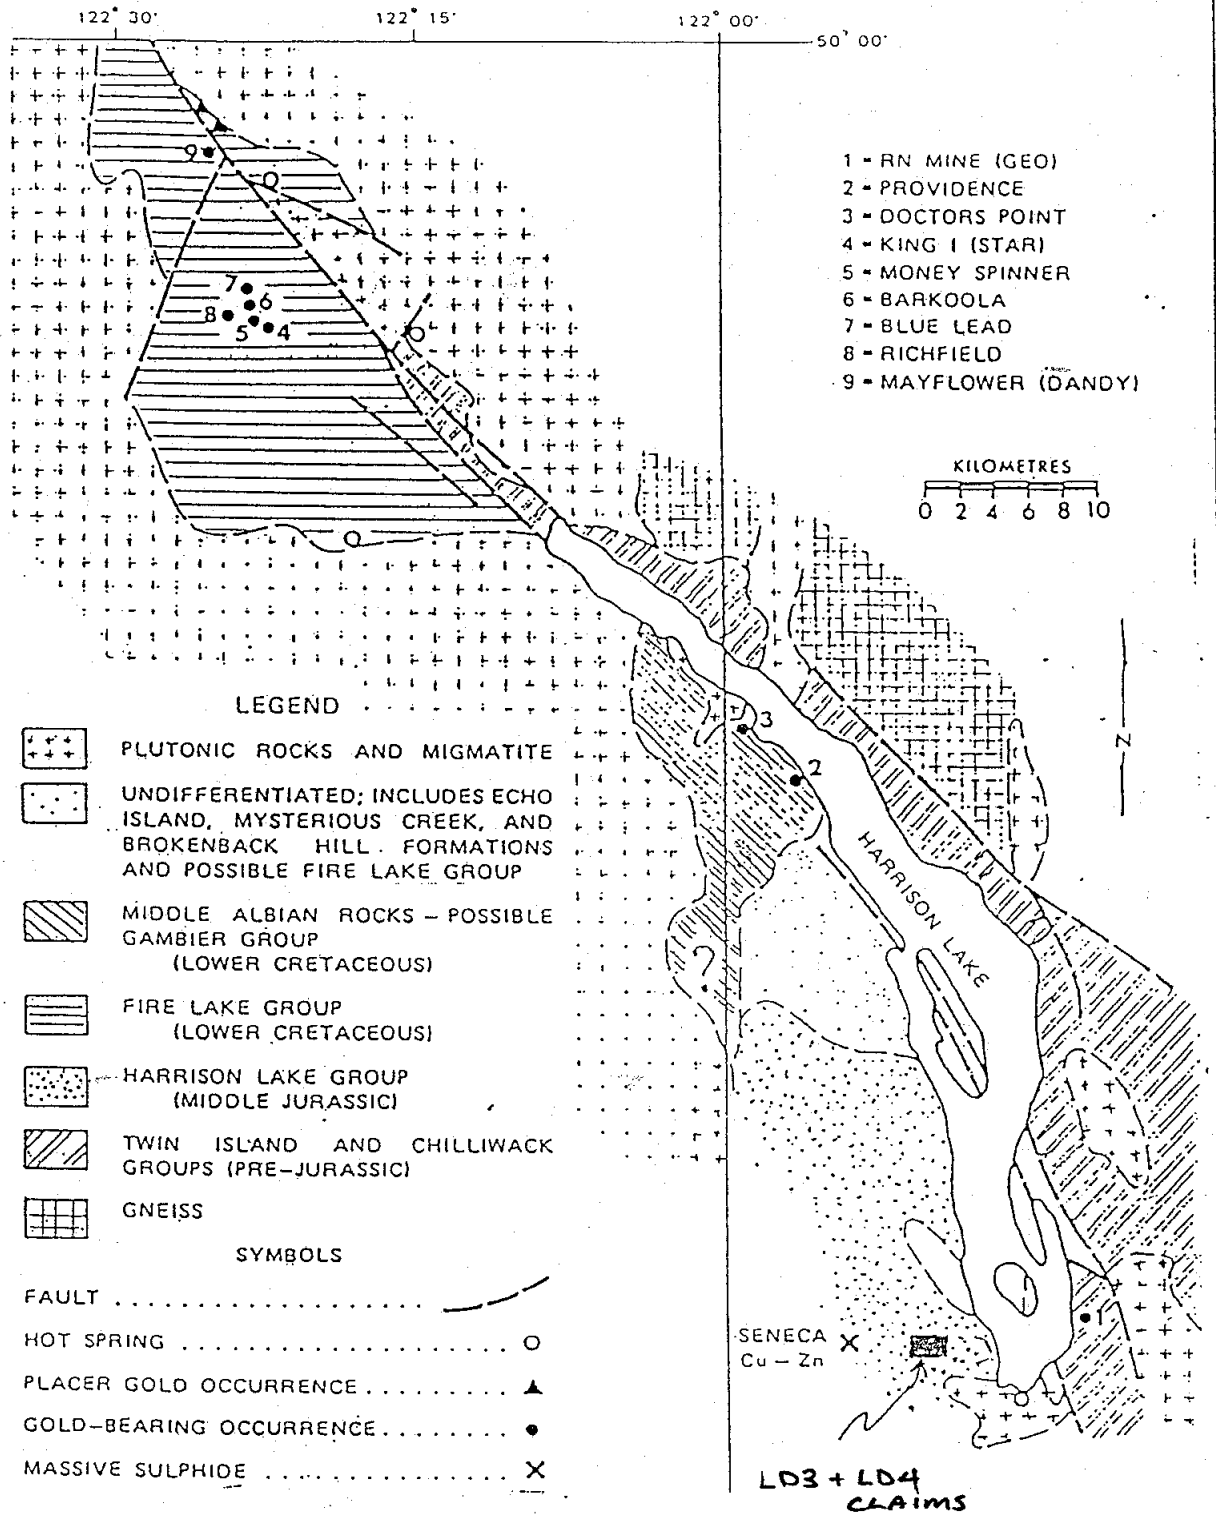 122° 30'
122° 15'
122° 00'
50° 00'
1 - RN MINE (GEO)
2 - PROVIDENCE
3 - DOCTORS POINT
4 - KING I (STAR)
5 - MONEY SPINNER
6 - BARKOOLA
7 - BLUE LEAD
8 - RICHFIELD
9 - MAYFLOWER (DANDY)
9
7
6
8
5
4
KILOMETRES
0 2 4 6 8 10
N
3
2
HARRISON LAKE
?
1
LEGEND
PLUTONIC ROCKS AND MIGMATITE
UNDIFFERENTIATED; INCLUDES ECHO
ISLAND, MYSTERIOUS CREEK, AND
BROKENBACK HILL FORMATIONS
AND POSSIBLE FIRE LAKE GROUP
MIDDLE ALBIAN ROCKS – POSSIBLE
GAMBIER GROUP
(LOWER CRETACEOUS)
FIRE LAKE GROUP
(LOWER CRETACEOUS)
HARRISON LAKE GROUP
(MIDDLE JURASSIC)
TWIN ISLAND AND CHILLIWACK
GROUPS (PRE–JURASSIC)
GNEISS
SYMBOLS
FAULT
HOT SPRING
PLACER GOLD OCCURRENCE
GOLD–BEARING OCCURRENCE
MASSIVE SULPHIDE
SENECA
Cu – Zn
LD3 + LD4
CLAIMS